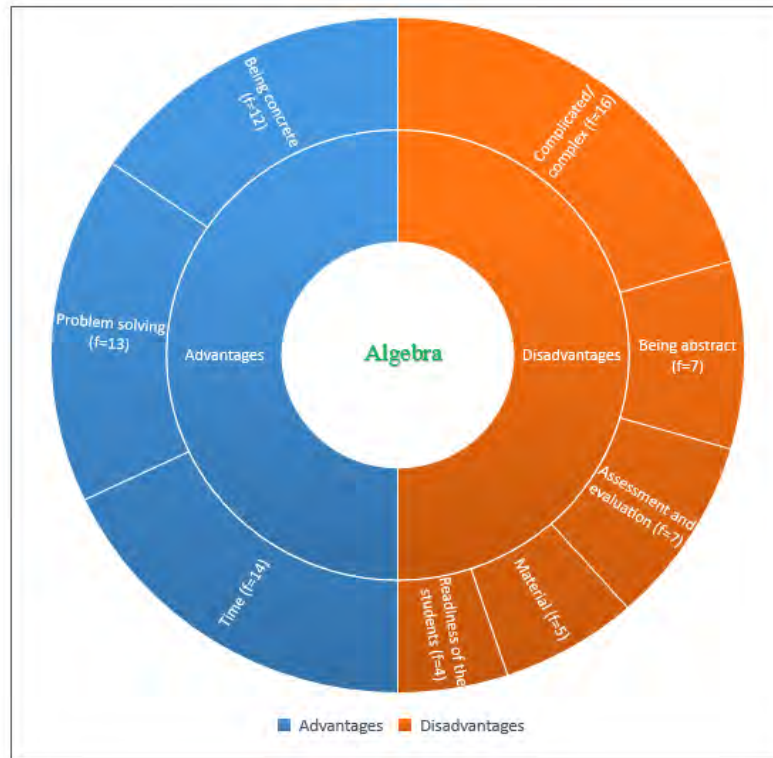 Being concrete
(f=12)
Complicated/
complex (f=16)
Problem solving
(f=13)
Advantages
Algebra
Disadvantages
Being abstract
(f=7)
Assessment and
evaluation (f=7)
Time (f=14)
Readiness of the
students (f=4)
Material (f=5)
Advantages
Disadvantages